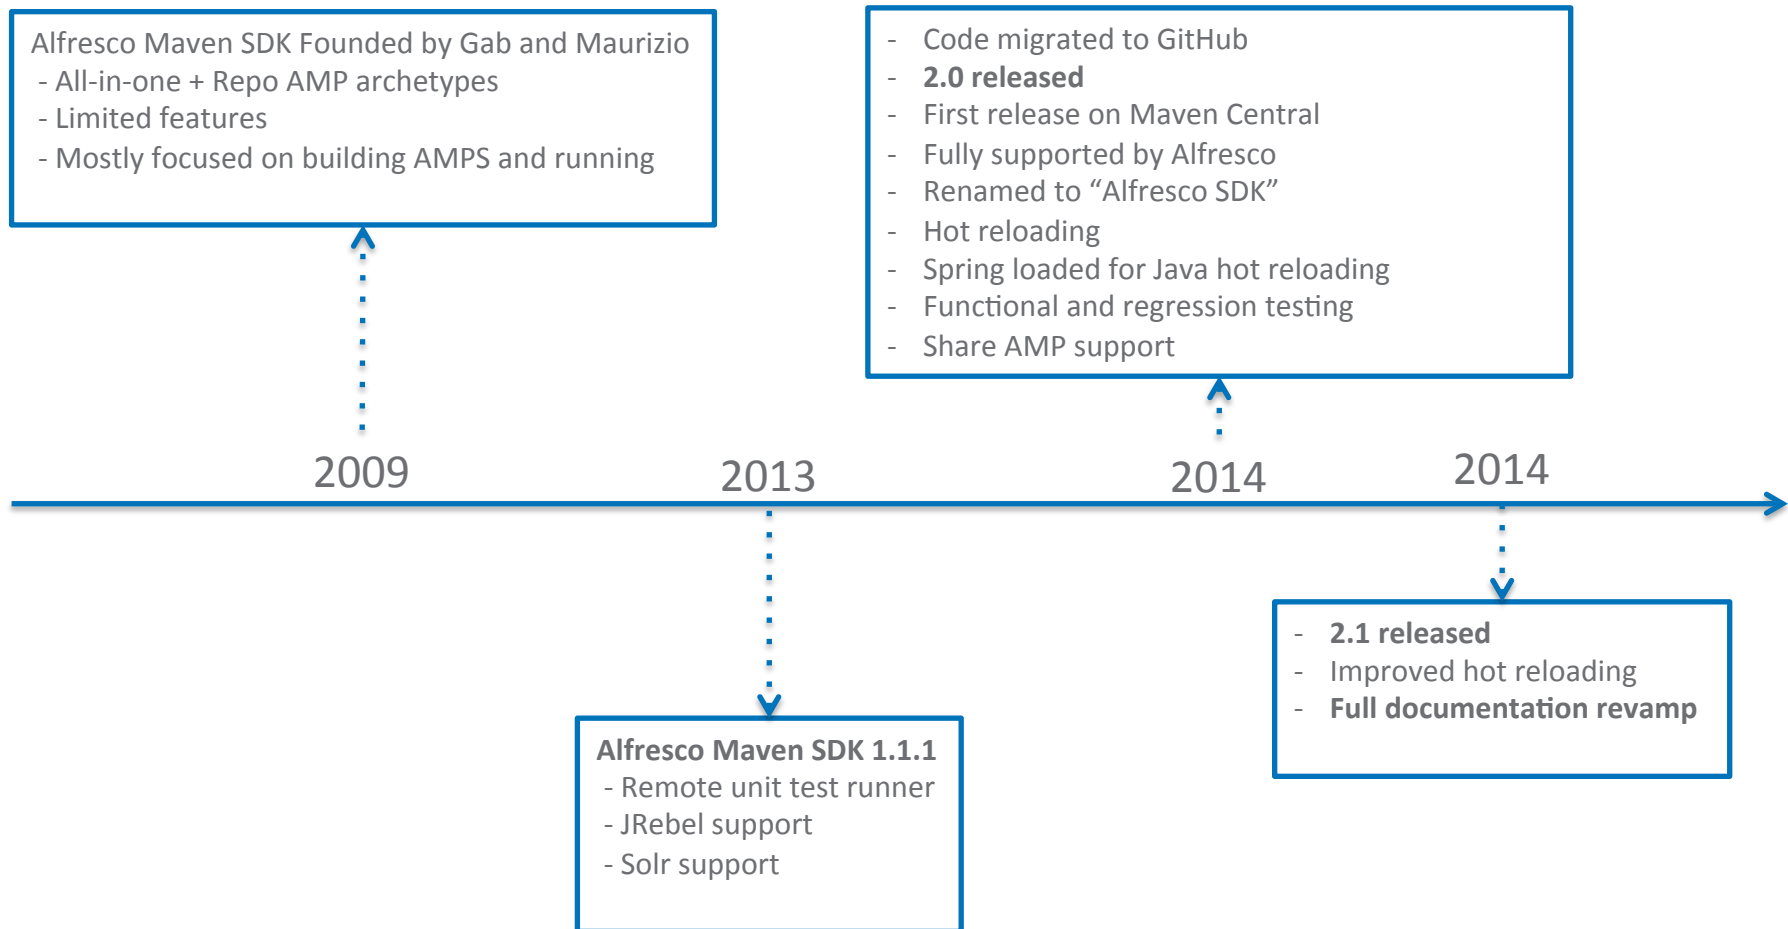 Alfresco Maven SDK Founded by Gab and Maurizio
- All-in-one + Repo AMP archetypes
- Limited features
- Mostly focused on building AMPS and running
- Code migrated to GitHub
- 2.0 released
- First release on Maven Central
- Fully supported by Alfresco
- Renamed to “Alfresco SDK”
- Hot reloading
- Spring loaded for Java hot reloading
- Functional and regression testing
- Share AMP support
2009
2013
2014
2014
Alfresco Maven SDK 1.1.1
- Remote unit test runner
- JRebel support
- Solr support
- 2.1 released
- Improved hot reloading
- Full documentation revamp